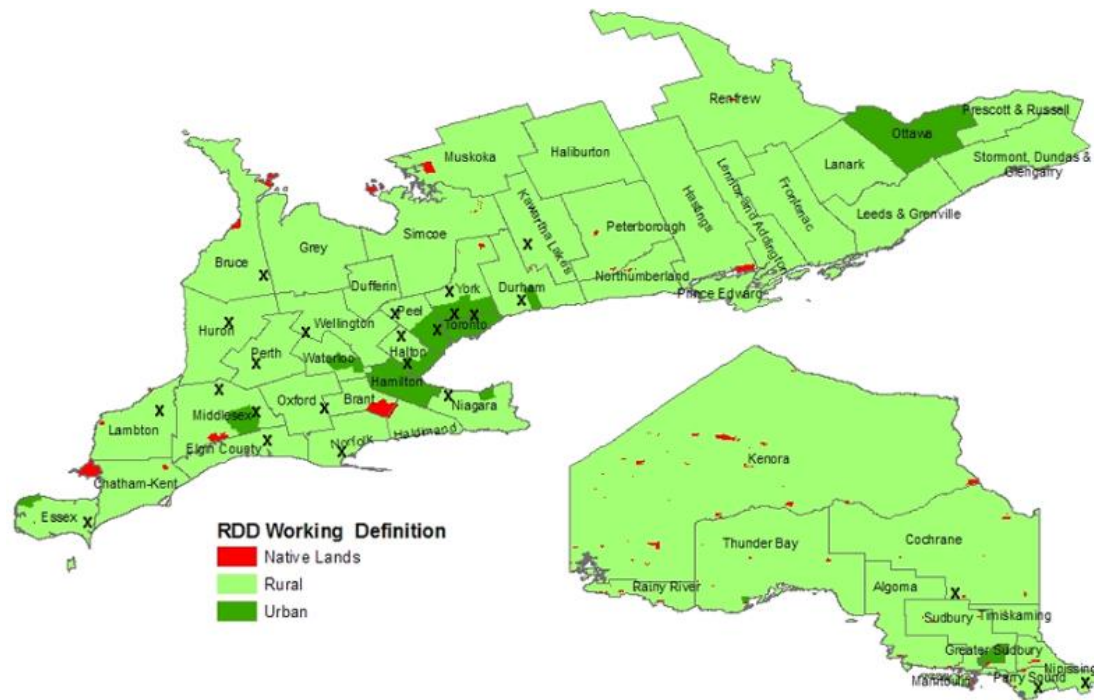 Renfrew
Prescott & Russell
Ottawa
Muskoka
Haliburton
Lanark
Stormont, Dundas &
Glengarry
Lennox and Addington
Frontenac
Hastings
Kawartha Lakes
Simcoe
Peterborough
Leeds & Grenville
Grey
Bruce
Northumberland
Durham
York
Dufferin
Prince Edward
X
X
X
Peel
X
X
X
X
X
Toronto
Huron
X
Wellington
X
X
X
Halton
Perth
X
Waterloo
X
Hamilton
X
Brant
Oxford
X
X
Niagara
Middlesex
X
X
Lambton
X
Elgin County
X
Norfolk
X
Haldimand
Chatham-Kent
Essex
X
RDD Working Definition
Native Lands
Rural
Urban
Kenora
Thunder Bay
Cochrane
Rainy River
Algoma
X
Sudbury
Timiskaming
Greater Sudbury
Nipissing
Manitoulin
Parry Sound
X
X